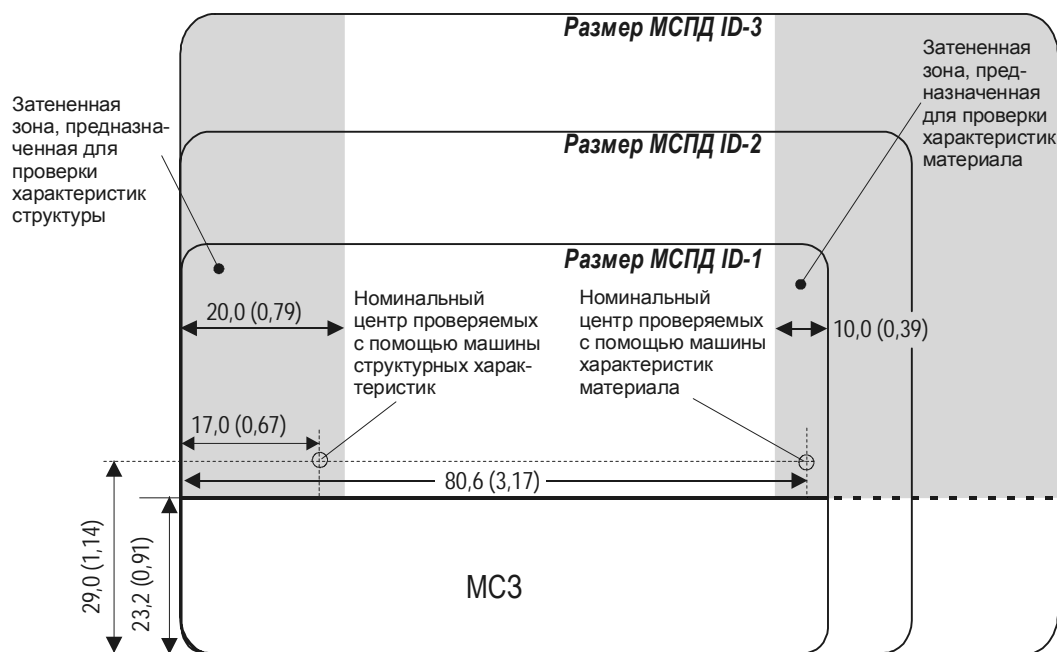 Размер МСПД ID-3
Затененная
зона, пред-
назначенная
для проверки
характеристик
материала
Затененная
зона, предназна-
ченная для
проверки
характеристик
структуры
Размер МСПД ID-2
Размер МСПД ID-1
20,0 (0,79)
Номинальный
центр проверяемых
с помощью машины
структурных харак-
теристик
Номинальный
центр проверяемых
с помощью машины
характеристик
материала
10,0 (0,39)
17,0 (0,67)
80,6 (3,17)
29,0 (1,14)
23,2 (0,91)
МСЗ